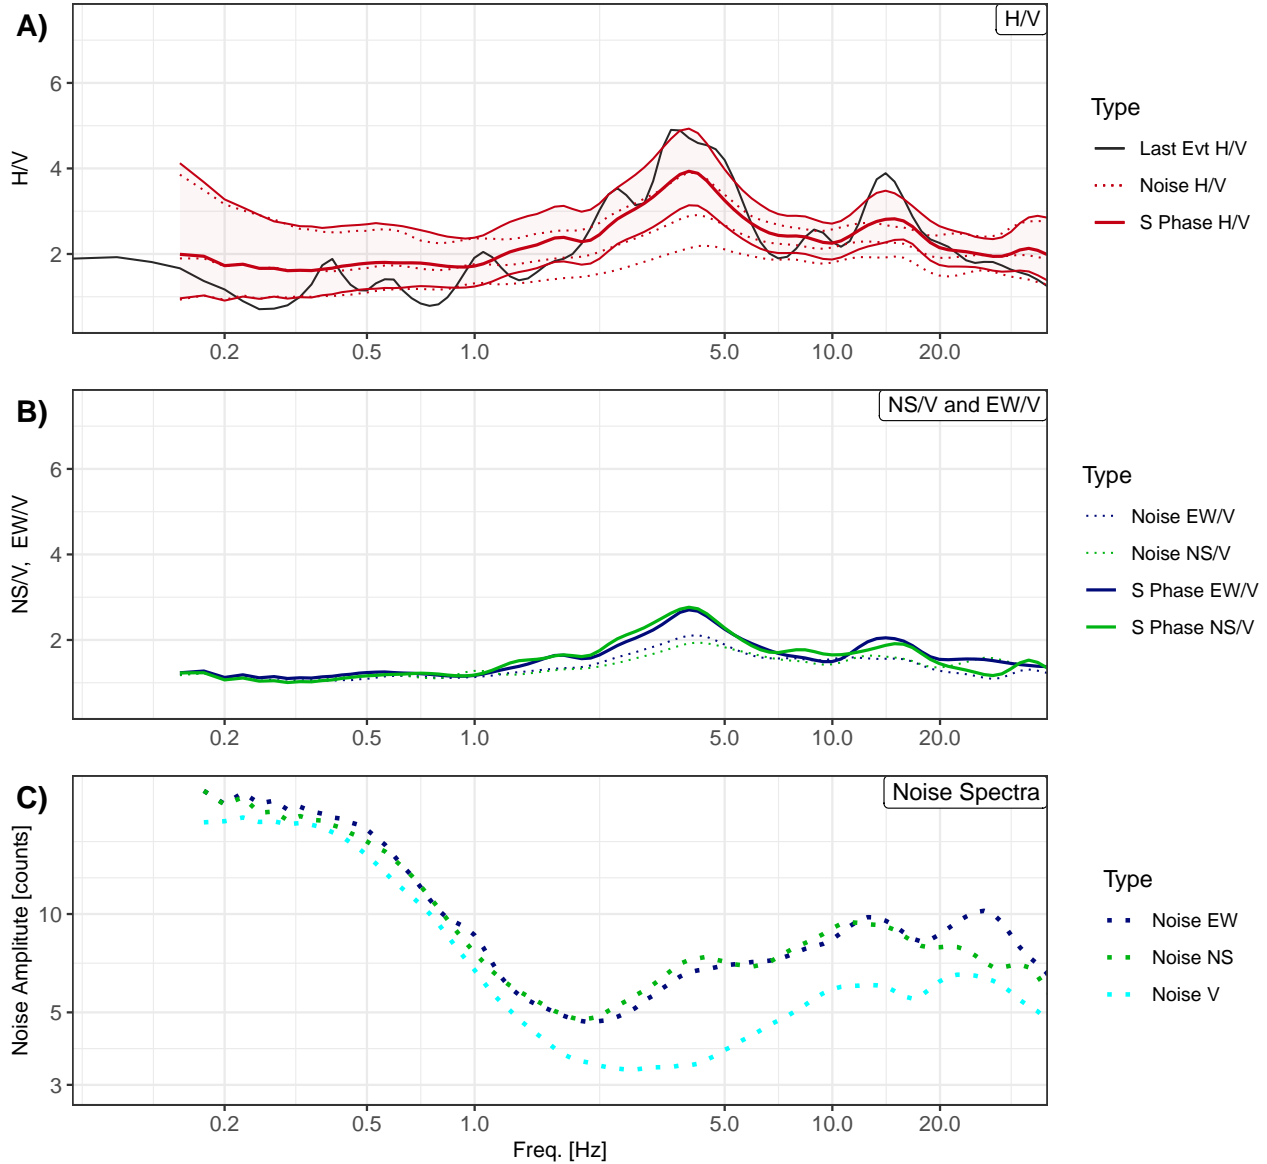 A)
H/V
6
4
2
H/V
0.2 0.5 1.0 5.0 10.0 20.0
Type
Last Evt H/V
Noise H/V
S Phase H/V
B)
NS/V and EW/V
6
4
2
NS/V, EW/V
0.2 0.5 1.0 5.0 10.0 20.0
Type
Noise EW/V
Noise NS/V
S Phase EW/V
S Phase NS/V
C)
Noise Spectra
10
5
3
Noise Amplitute [counts]
0.2 0.5 1.0 5.0 10.0 20.0
Freq. [Hz]
Type
Noise EW
Noise NS
Noise V